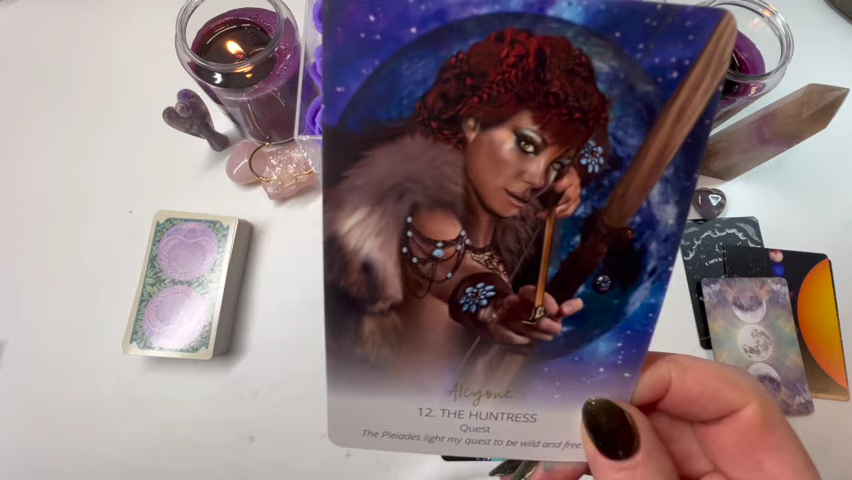 Alcyone
12. THE HUNTRESS
Quest
The Pleiades light my quest to be wild and free